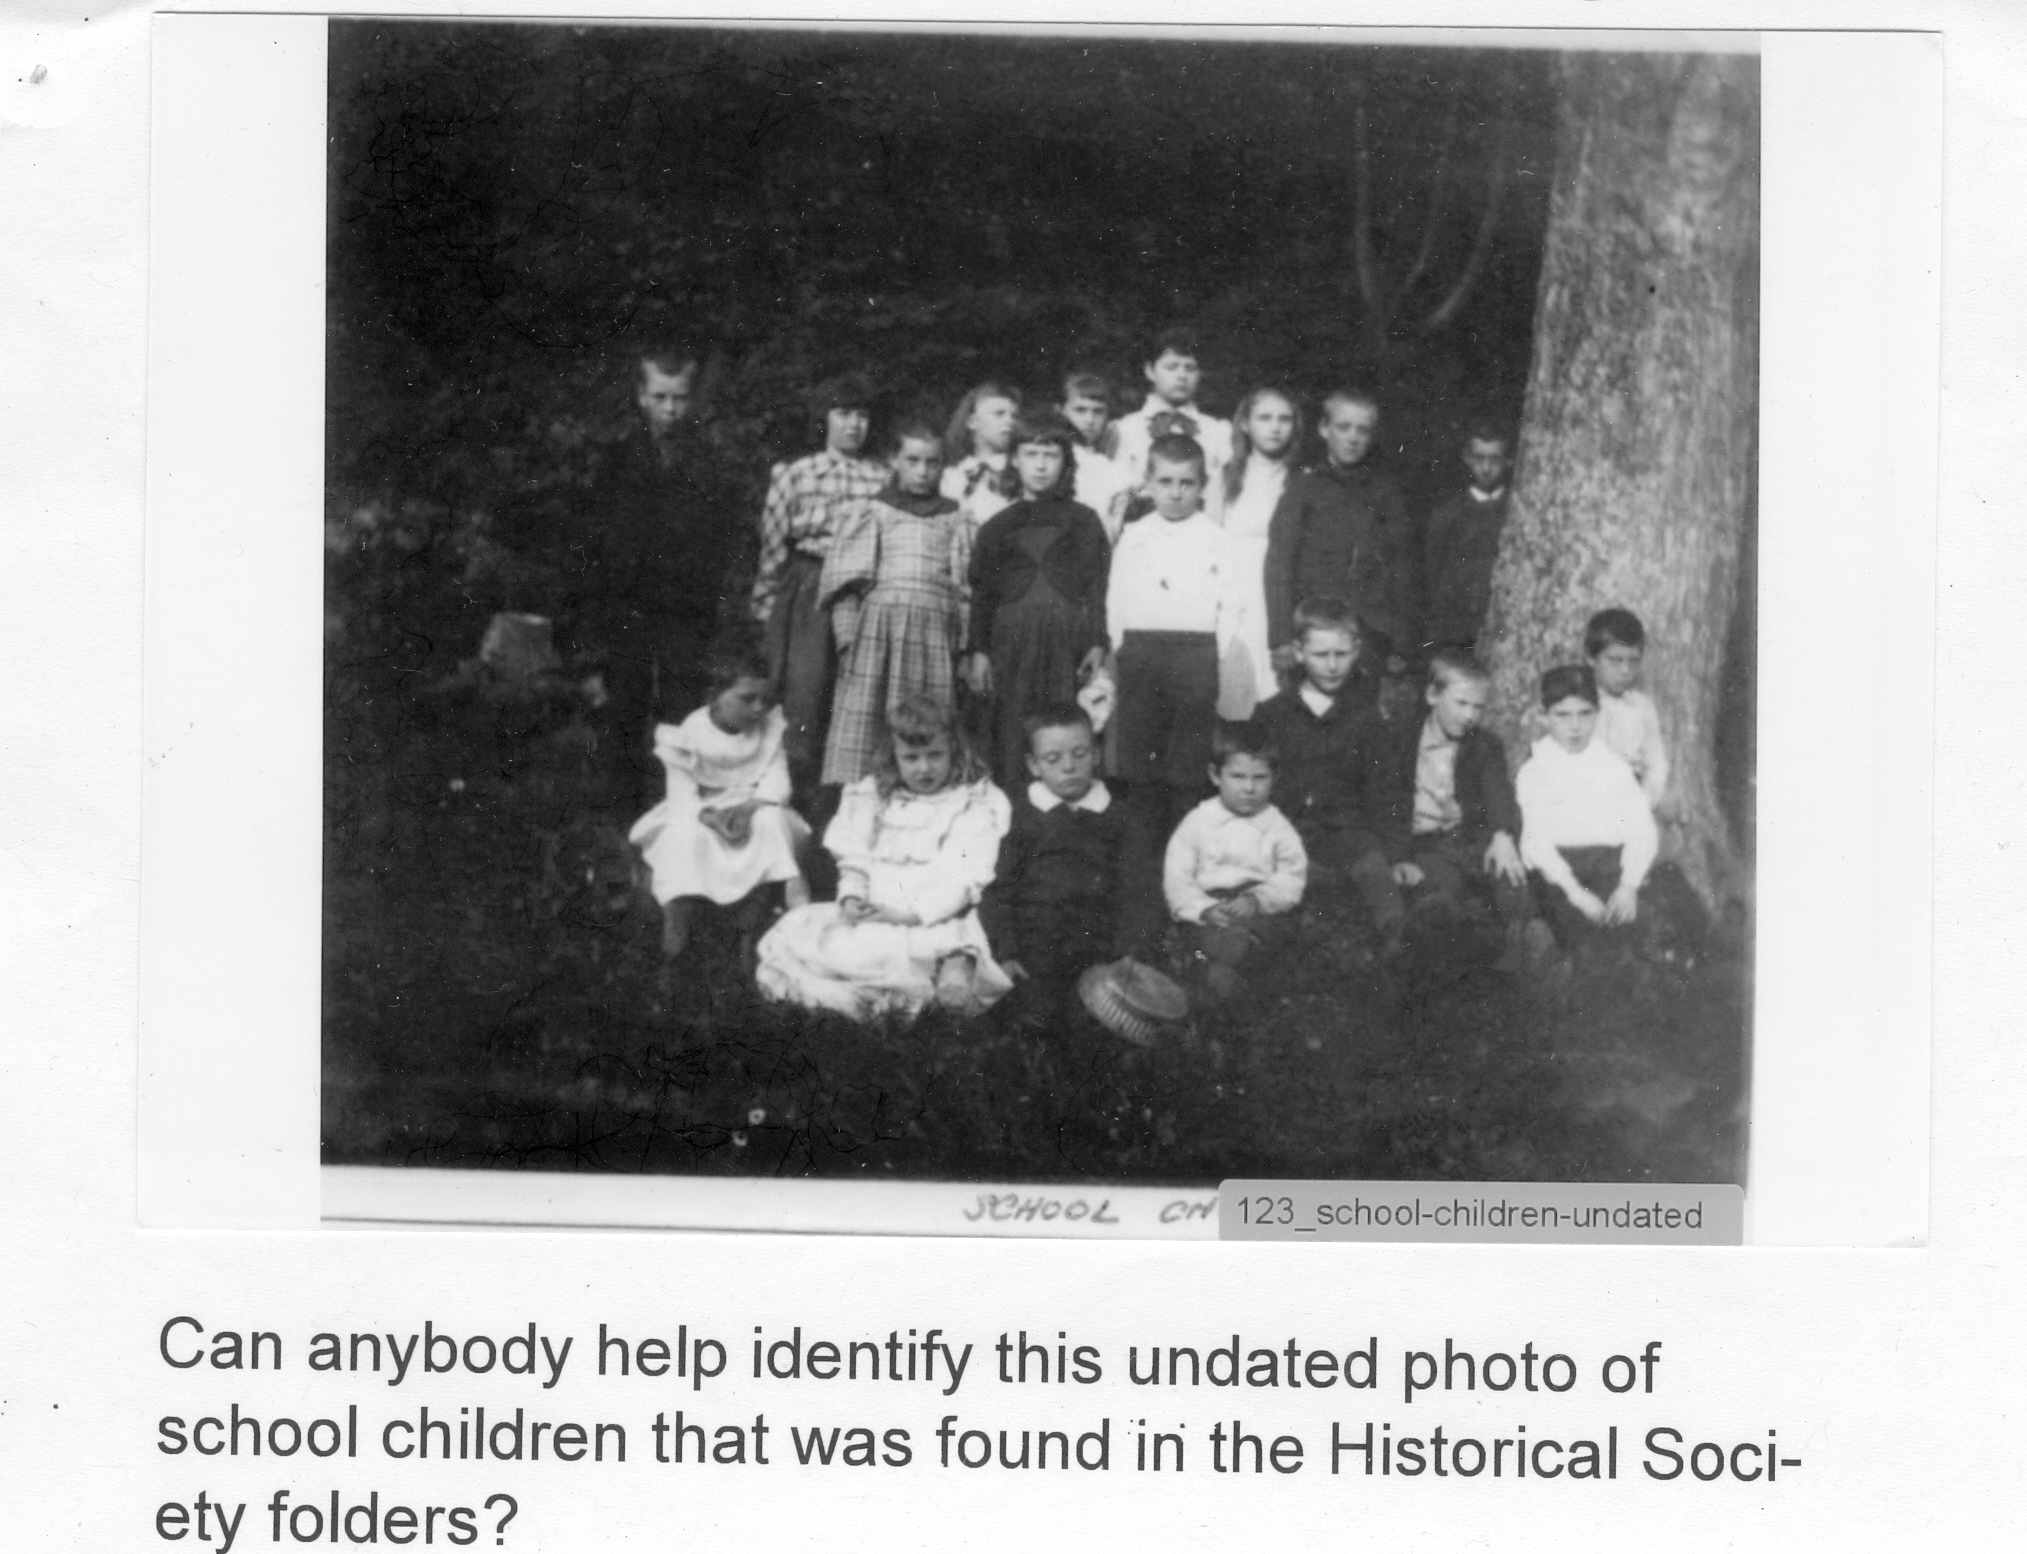 SCHOOL CH
123_school-children-undated
Can anybody help identify this undated photo of
school children that was found in the Historical Soci-
ety folders?